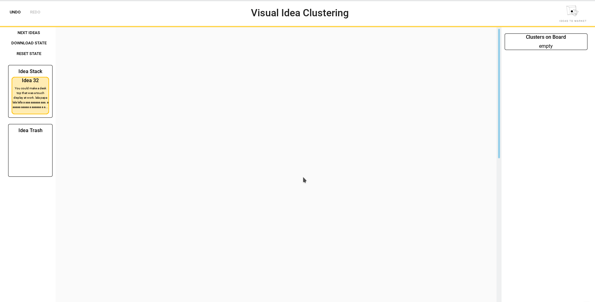 UNDO
REDO
Visual Idea Clustering
NEXT IDEAS
DOWNLOAD STATE
RESET STATE
Idea Stack
Idea 32
You could make a
Idea Trash
Clusters on Board
empty